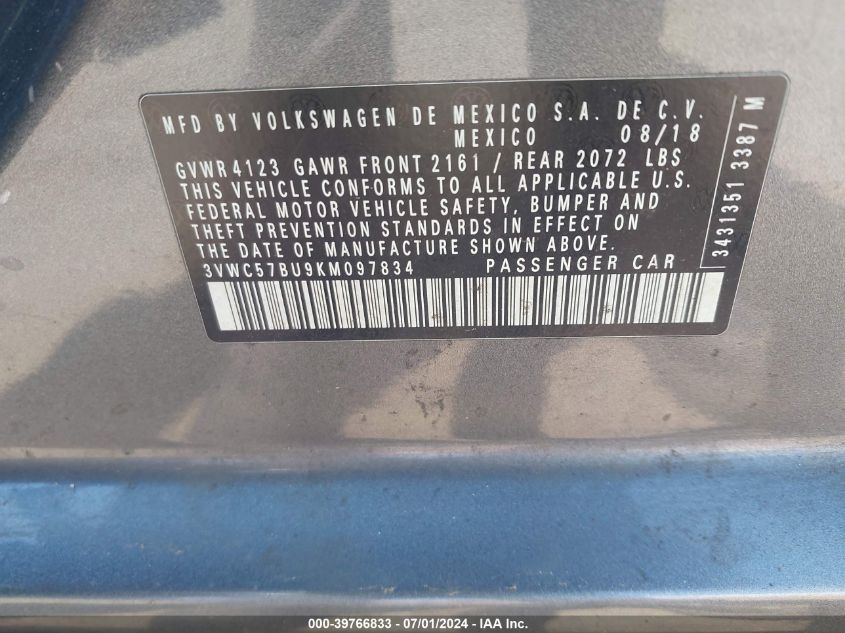 MFD BY VOLKSWAGEN DE MEXICO S.A. DE C.V.
MEXICO 08/18
GVWR 4123 GAWR FRONT 2161 / REAR 2072 LBS
THIS VEHICLE CONFORMS TO ALL APPLICABLE U.S.
FEDERAL MOTOR VEHICLE SAFETY, BUMPER AND
THEFT PREVENTION STANDARDS IN EFFECT ON
THE DATE OF MANUFACTURE SHOWN ABOVE.
3VWC57BU9KM097834 PASSENGER CAR
3431351 3387 M
000-39766833 - 07/01/2024 - IAA Inc.